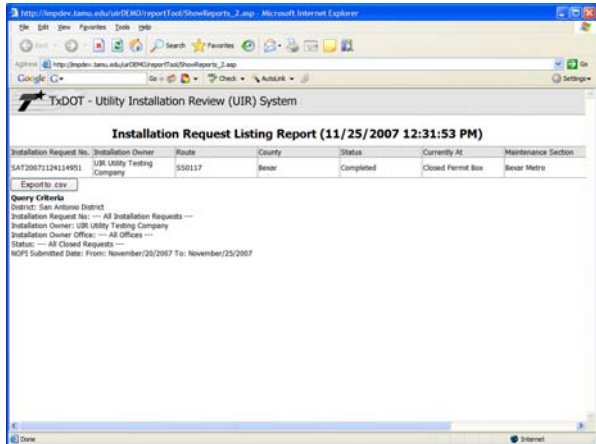 http://impdev.tamu.edu/uirDEMO/reportTool/ShowReports_2.asp - Microsoft Internet Explorer
File Edit View Favorites Tools Help
Search Favorites
Address http://impdev.tamu.edu/uirDEMO/reportTool/ShowReports_2.asp Go
Google Go Check AutoLink Settings
TxDOT - Utility Installation Review (UIR) System
Installation Request Listing Report (11/25/2007 12:31:53 PM)
Installation Request No. Installation Owner Route County Status Currently At Maintenance Section
SAT20071124114951 UIR Utility Testing Company SS0117 Bexar Completed Closed Permit Box Bexar Metro
Export to .csv
Query Criteria
District: San Antonio District
Installation Request No: --- All Installation Requests ---
Installation Owner: UIR Utility Testing Company
Installation Owner Office: --- All Offices ---
Status: --- All Closed Requests ---
NOPI Submitted Date: From: November/20/2007 To: November/25/2007
Done Internet